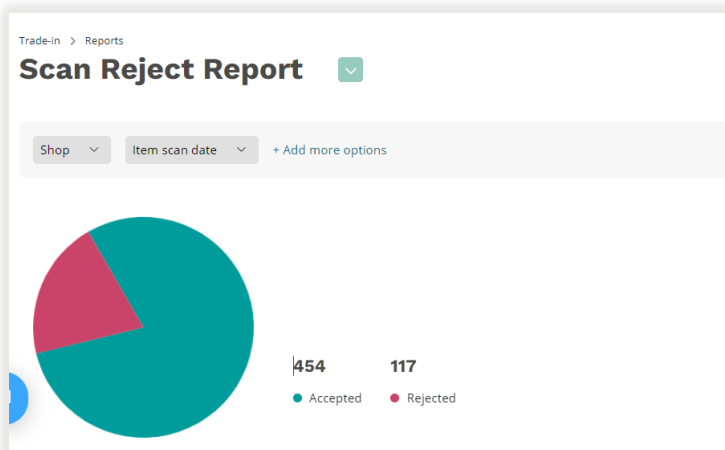 Trade-in > Reports
Scan Reject Report
Shop Item scan date + Add more options
454 117
Accepted Rejected